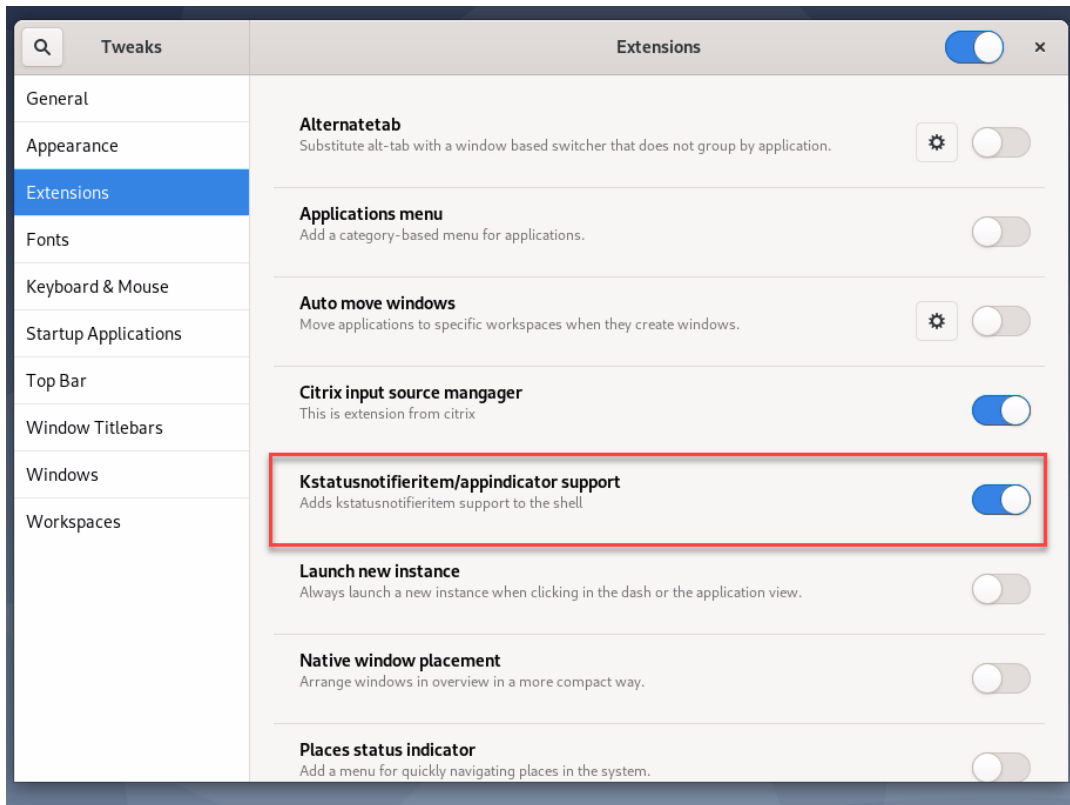 Tweaks
Extensions
General
Appearance
Extensions
Fonts
Keyboard & Mouse
Startup Applications
Top Bar
Window Titlebars
Windows
Workspaces
Alternatetab
Substitute alt-tab with a window based switcher that does not group by application.
Applications menu
Add a category-based menu for applications.
Auto move windows
Move applications to specific workspaces when they create windows.
Citrix input source mangager
This is extension from citrix
Kstatusnotifieritem/appindicator support
Adds kstatusnotifieritem support to the shell
Launch new instance
Always launch a new instance when clicking in the dash or the application view.
Native window placement
Arrange windows in overview in a more compact way.
Places status indicator
Add a menu for quickly navigating places in the system.